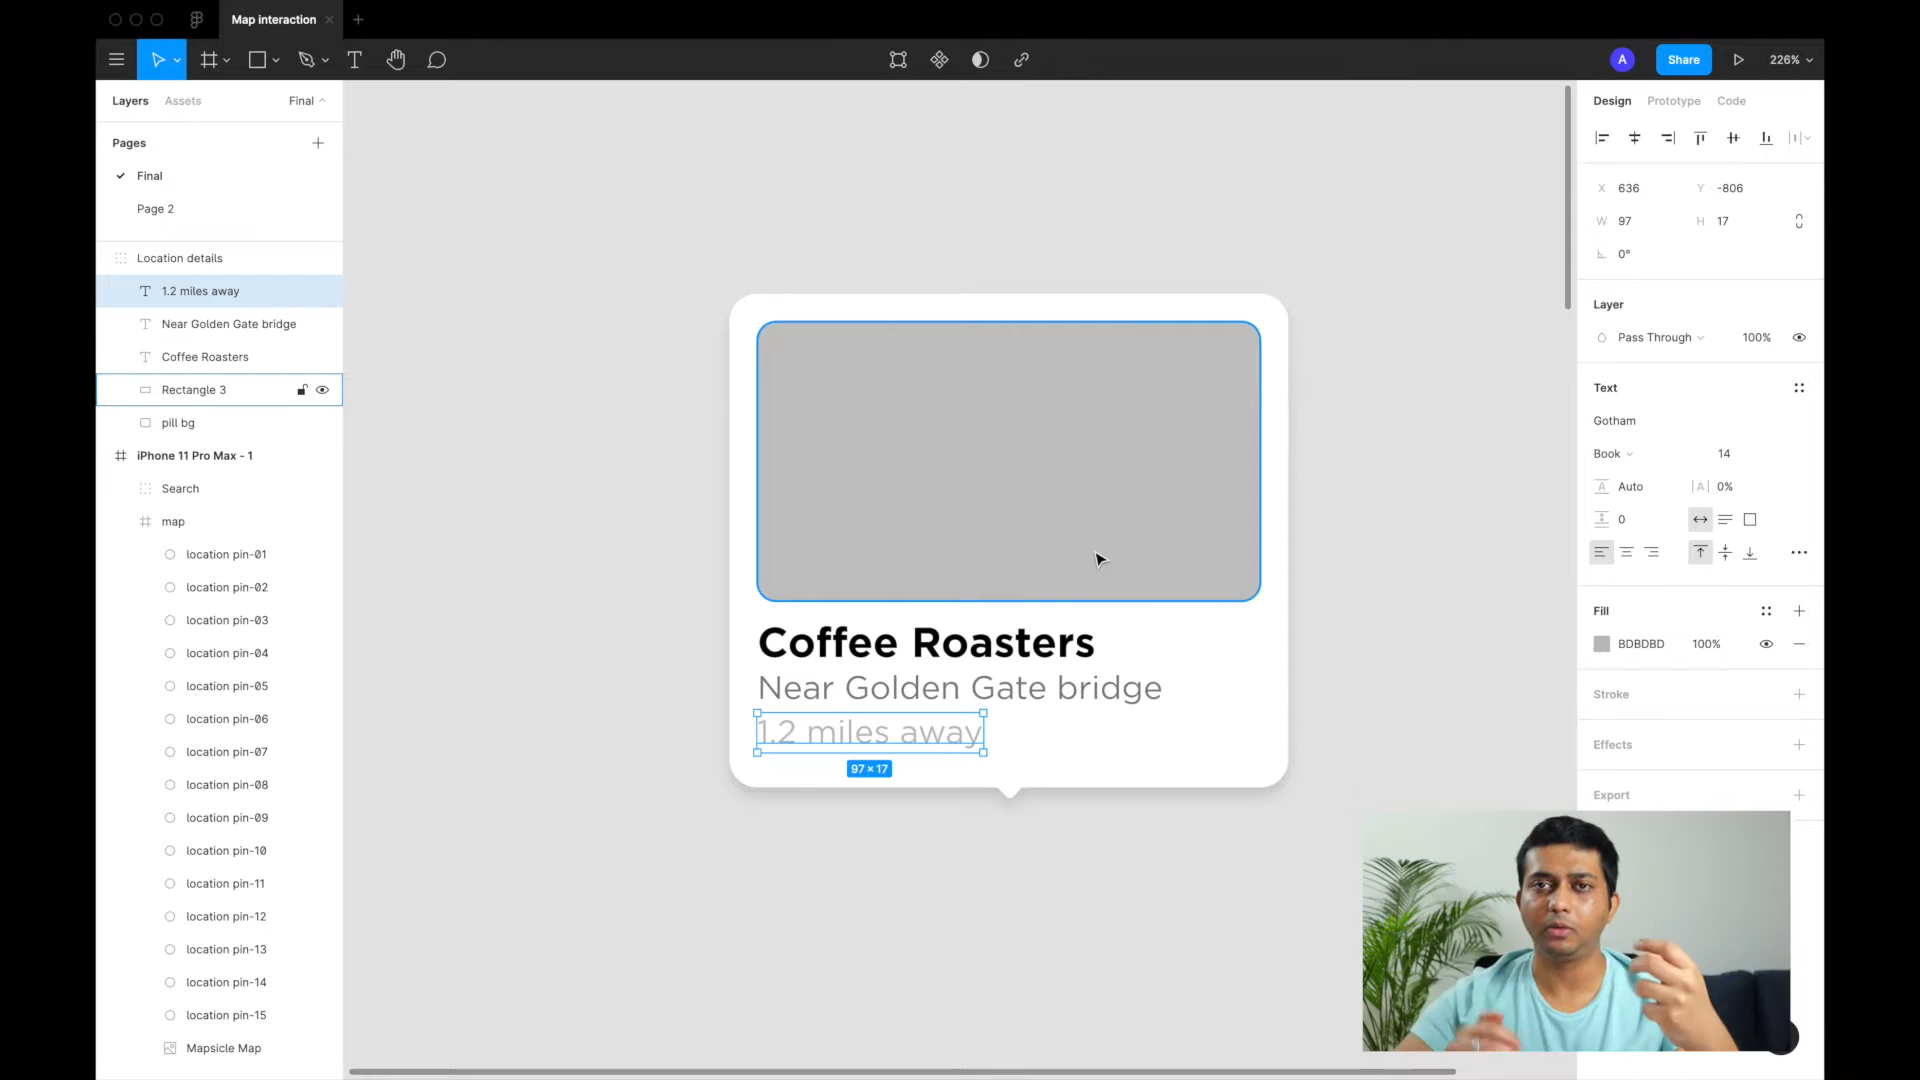 Map interaction
A
Share
226%
Layers
Assets
Final
Pages
Final
Page 2
Location details
1.2 miles away
Near Golden Gate bridge
Coffee Roasters
Rectangle 3
pill bg
iPhone 11 Pro Max - 1
Search
map
location pin-01
location pin-02
location pin-03
location pin-04
location pin-05
location pin-06
location pin-07
location pin-08
location pin-09
location pin-10
location pin-11
location pin-12
location pin-13
location pin-14
location pin-15
Mapsicle Map
Coffee Roasters
Near Golden Gate bridge
1.2 miles away
97 × 17
Design
Prototype
Code
X 636
Y -806
W 97
H 17
0°
Layer
Pass Through
100%
Text
Gotham
Book
14
Auto
0%
0
Fill
BDBDBD
100%
Stroke
Effects
Export